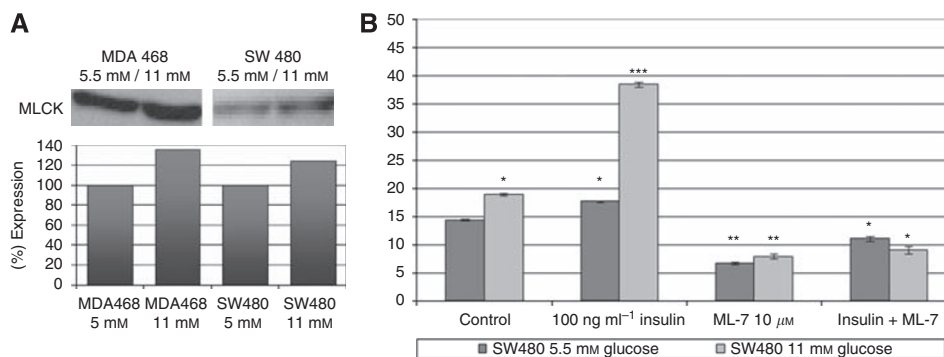 A
MDA 468
5.5 mM / 11 mM
SW 480
5.5 mM / 11 mM
MLCK
(%) Expression
140
120
100
80
60
40
20
0
MDA468
5 mM
MDA468
11 mM
SW480
5 mM
SW480
11 mM
B
50
45
40
35
30
25
20
15
10
5
0
*
*
***
**
**
*
*
Control
100 ng ml⁻¹ insulin
ML-7 10 μM
Insulin + ML-7
SW480 5.5 mM glucose
SW480 11 mM glucose